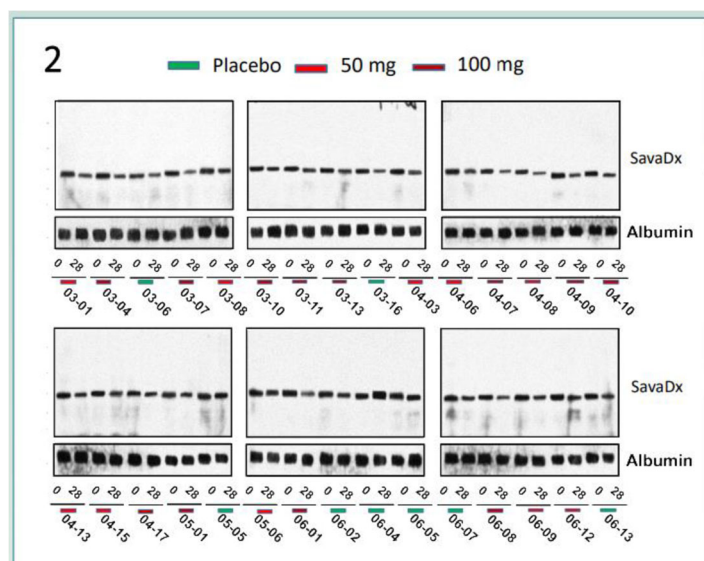 2
Placebo 50 mg 100 mg
SavaDx
Albumin
0 28 0 28 0 28 0 28 0 28 0 28 0 28 0 28 0 28 0 28 0 28 0 28 0 28 0 28 0 28
03-01 03-04 03-06 03-07 03-08 03-10 03-11 03-13 03-16 04-03 04-06 04-07 04-08 04-09 04-10
SavaDx
Albumin
0 28 0 28 0 28 0 28 0 28 0 28 0 28 0 28 0 28 0 28 0 28 0 28 0 28 0 28 0 28
04-13 04-15 04-17 05-01 05-05 05-06 06-01 06-02 06-04 06-05 06-07 06-08 06-09 06-12 06-13